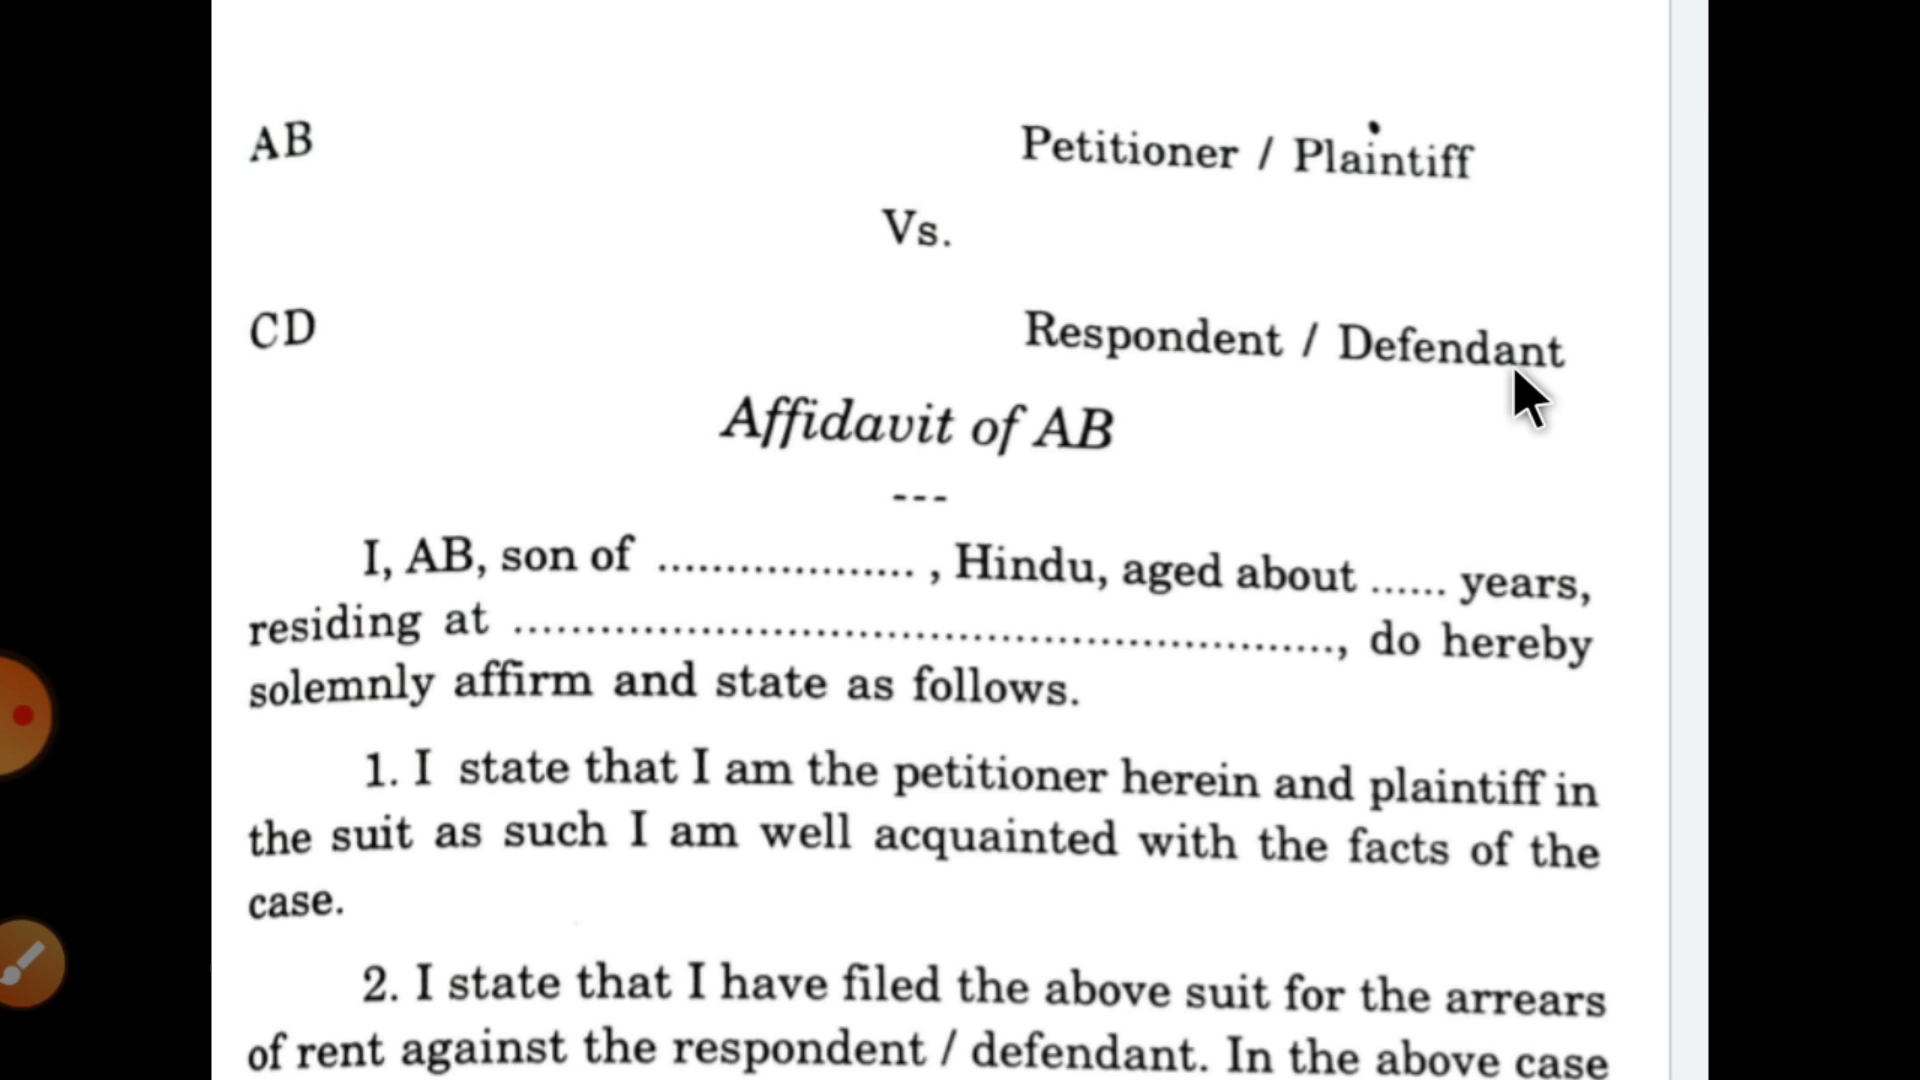 AB Petitioner / Plaintiff
Vs.
CD Respondent / Defendant
Affidavit of AB
---
I, AB, son of ................... , Hindu, aged about ...... years,
residing at ........................................................., do hereby
solemnly affirm and state as follows.
1. I state that I am the petitioner herein and plaintiff in
the suit as such I am well acquainted with the facts of the
case.
2. I state that I have filed the above suit for the arrears
of rent against the respondent / defendant. In the above case